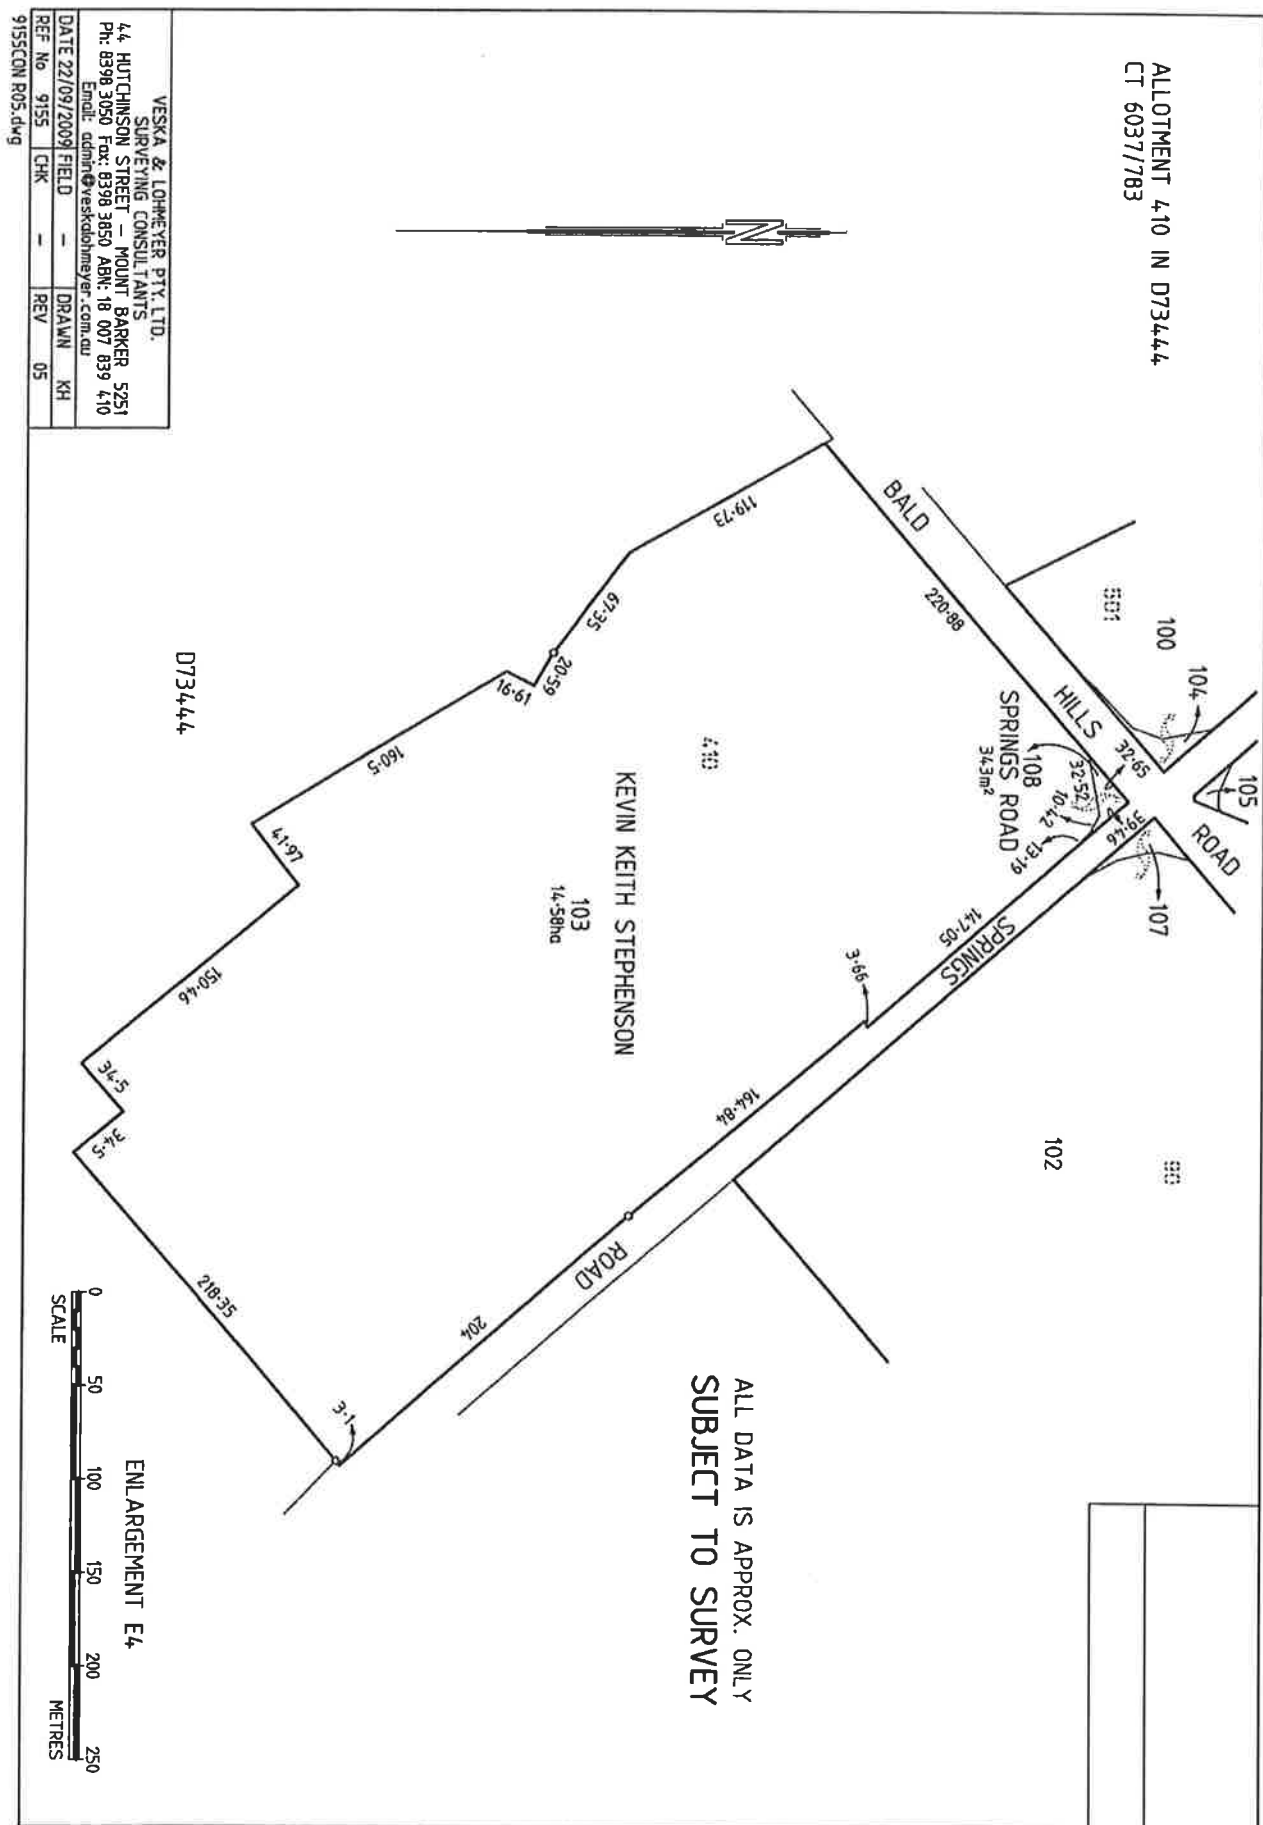 ALLOTMENT 410 IN D73444
CT 6037/783
BALD
HILLS
ROAD
501
100
104
105
107
220·88
32·65
32·52
10·42
13·19
39·46
108
SPRINGS ROAD
343m²
119·73
67·35
20·59
16·61
160·5
41·97
150·46
34·5
34·5
218·35
3·1
204
164·84
3·66
147·05
SPRINGS
ROAD
410
KEVIN KEITH STEPHENSON
103
14·58ha
D73444
90
102
ALL DATA IS APPROX. ONLY
SUBJECT TO SURVEY
ENLARGEMENT E4
0 50 100 150 200 250
SCALE METRES
N
VESKA & LOHMEYER PTY. LTD.
SURVEYING CONSULTANTS
44 HUTCHINSON STREET — MOUNT BARKER 5251
Ph: 8398 3050 Fax: 8398 3850 ABN: 18 007 839 410
Email: admin@veskalohmeyer.com.au
DATE 22/09/2009 FIELD – DRAWN KH
REF No 9155 CHK – REV 05
9155CON R05.dwg